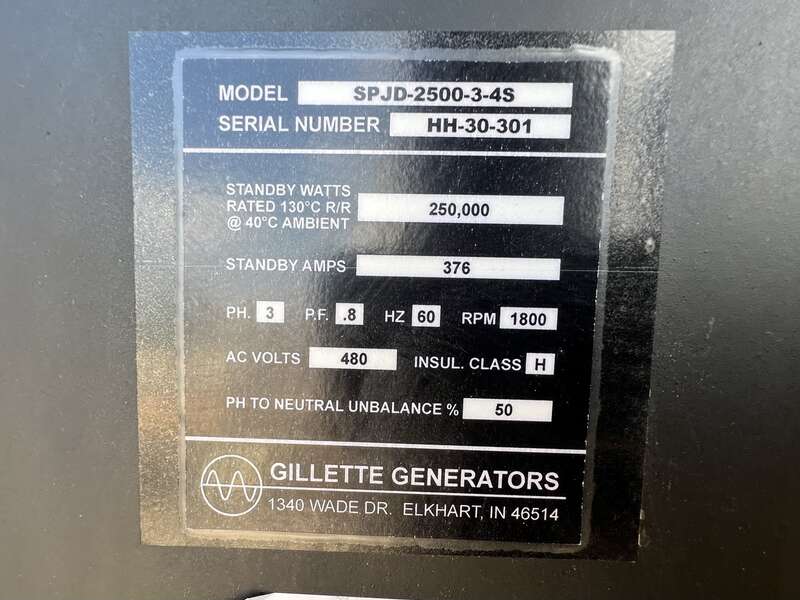 MODEL SPJD-2500-3-4S
SERIAL NUMBER HH-30-301
STANDBY WATTS
RATED 130°C R/R 250,000
@ 40°C AMBIENT
STANDBY AMPS 376
PH. 3 P.F. .8 HZ 60 RPM 1800
AC VOLTS 480 INSUL. CLASS H
PH TO NEUTRAL UNBALANCE % 50
GILLETTE GENERATORS
1340 WADE DR. ELKHART, IN 46514